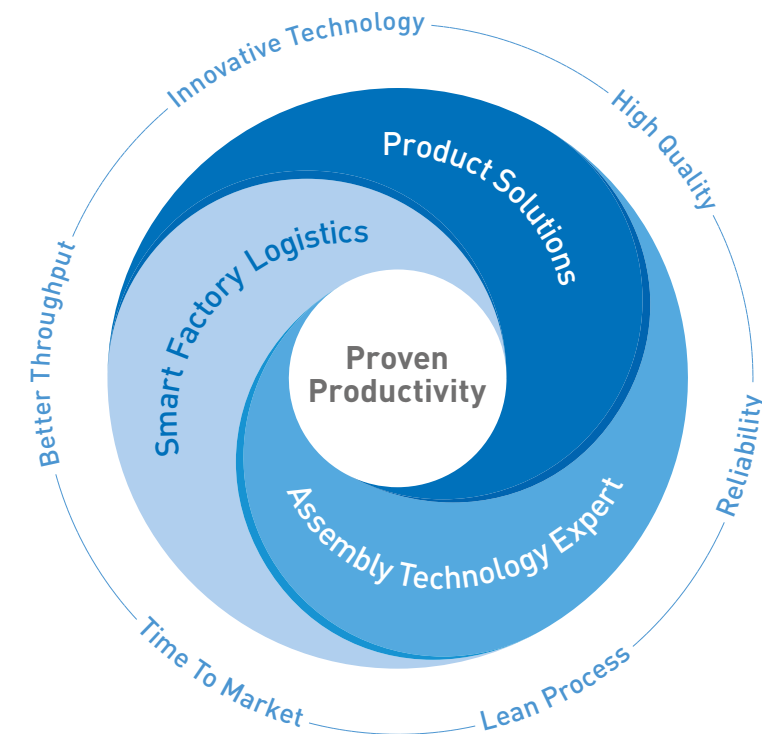 Innovative Technology
High Quality
Reliability
Lean Process
Time To Market
Better Throughput
Product Solutions
Assembly Technology Expert
Smart Factory Logistics
Proven
Productivity